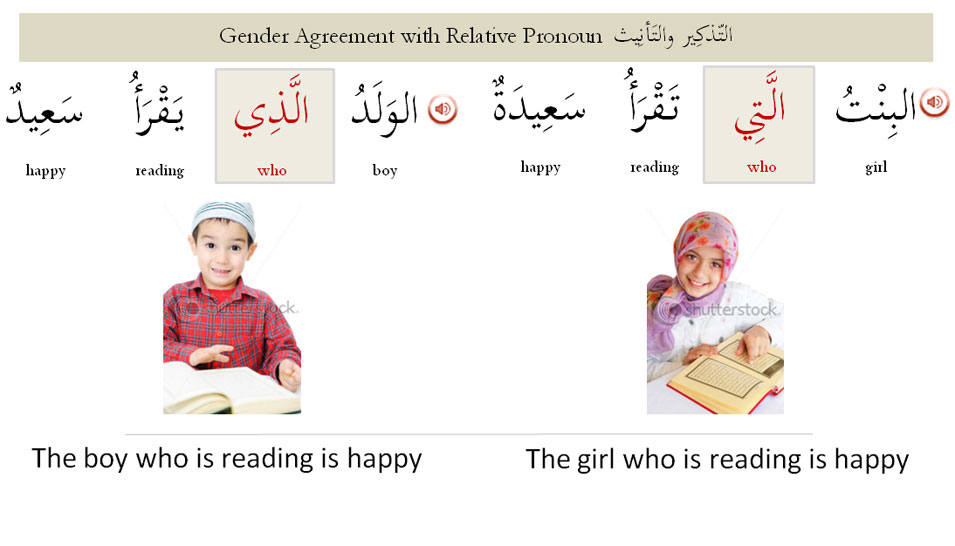 Gender Agreement with Relative Pronoun التّذكِير والتَأنِيث
البِنْتُ الَّتِي تَقْرَأُ سَعِيدَةٌ
girl who reading happy
الوَلَدُ الَّذِي يَقْرَأُ سَعِيدٌ
boy who reading happy
shutterstock.
shutterstock.
The boy who is reading is happy
The girl who is reading is happy